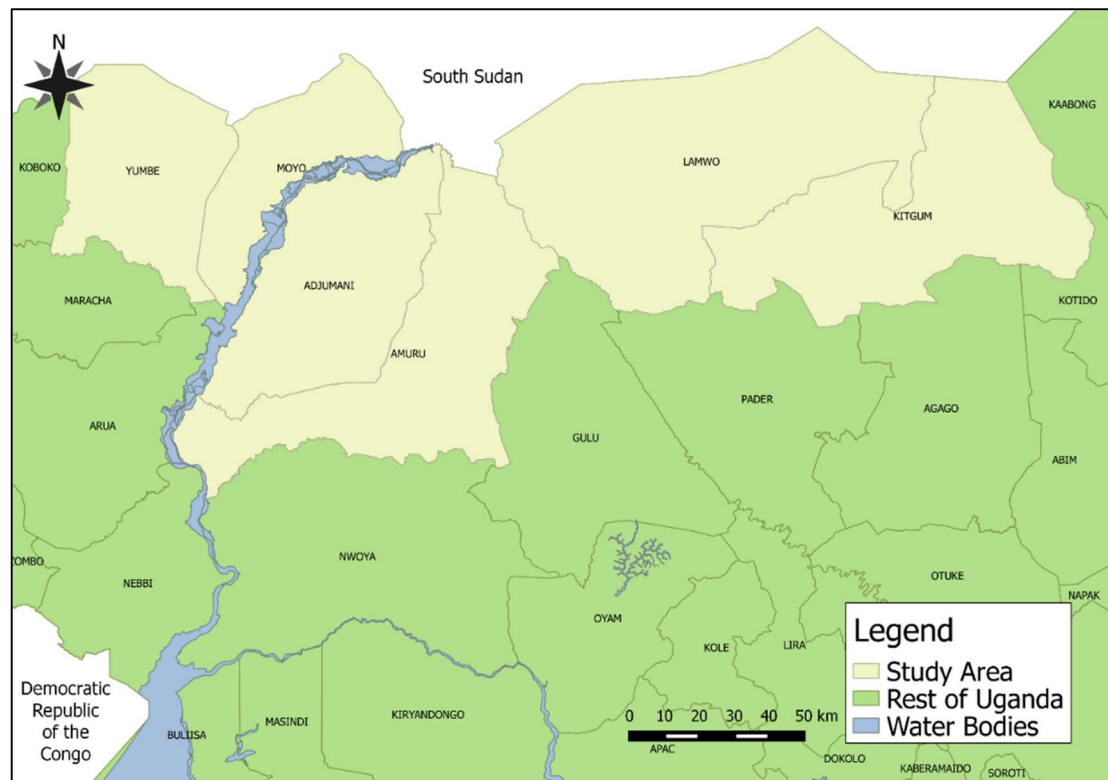 N
South Sudan
KAABONG
KOBOKO
YUMBE
MOYO
LAMWO
KITGUM
ADJUMANI
MARACHA
KOTIDO
AMURU
PADER
AGAGO
ARUA
GULU
ABIM
NWOYA
ZOMBO
NEBBI
OTUKE
NAPAK
OYAM
KOLE
LIRA
Legend
Study Area
Rest of Uganda
Water Bodies
Democratic
Republic
of the
Congo
BULIISA
MASINDI
KIRYANDONGO
0 10 20 30 40 50 km
APAC
DOKOLO
KABERAMAIDO
SOROTI